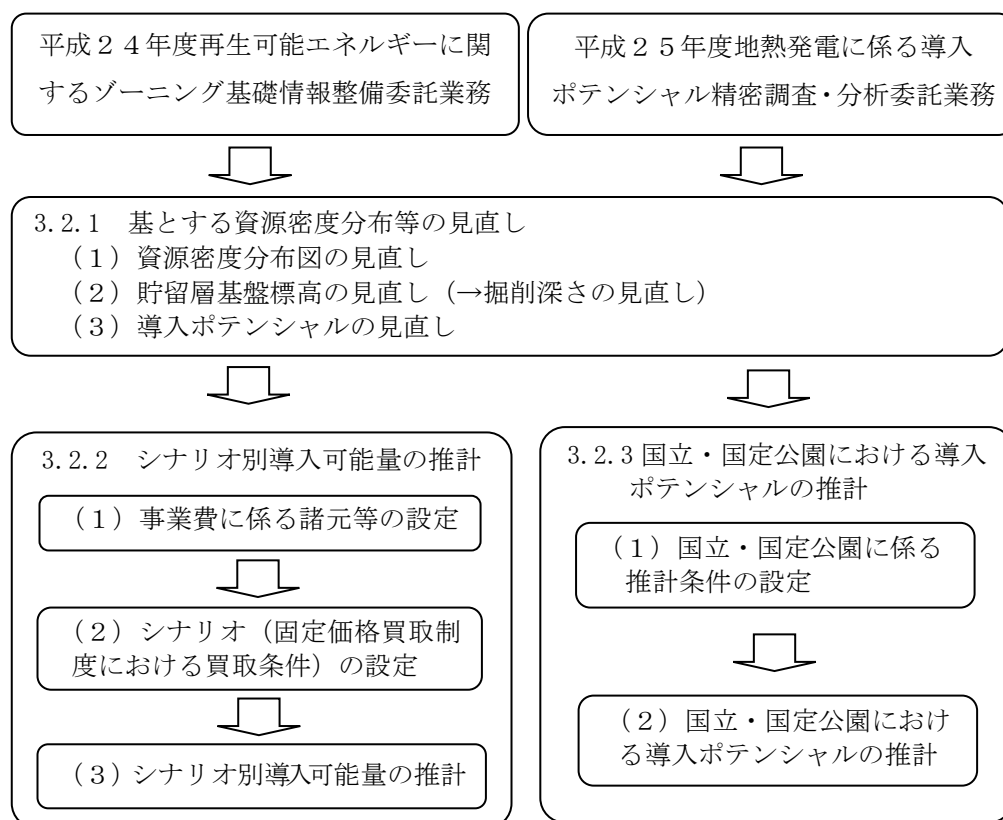 平成２４年度再生可能エネルギーに関
するゾーニング基礎情報整備委託業務
平成２５年度地熱発電に係る導入
ポテンシャル精密調査・分析委託業務
3.2.1　基とする資源密度分布等の見直し
（１）資源密度分布図の見直し
（２）貯留層基盤標高の見直し（→掘削深さの見直し）
（３）導入ポテンシャルの見直し
3.2.2　シナリオ別導入可能量の推計
（１）事業費に係る諸元等の設定
（２）シナリオ（固定価格買取制
度における買取条件）の設定
（３）シナリオ別導入可能量の推計
3.2.3 国立・国定公園における導入
ポテンシャルの推計
（１）国立・国定公園に係る
推計条件の設定
（２）国立・国定公園におけ
る導入ポテンシャルの推計